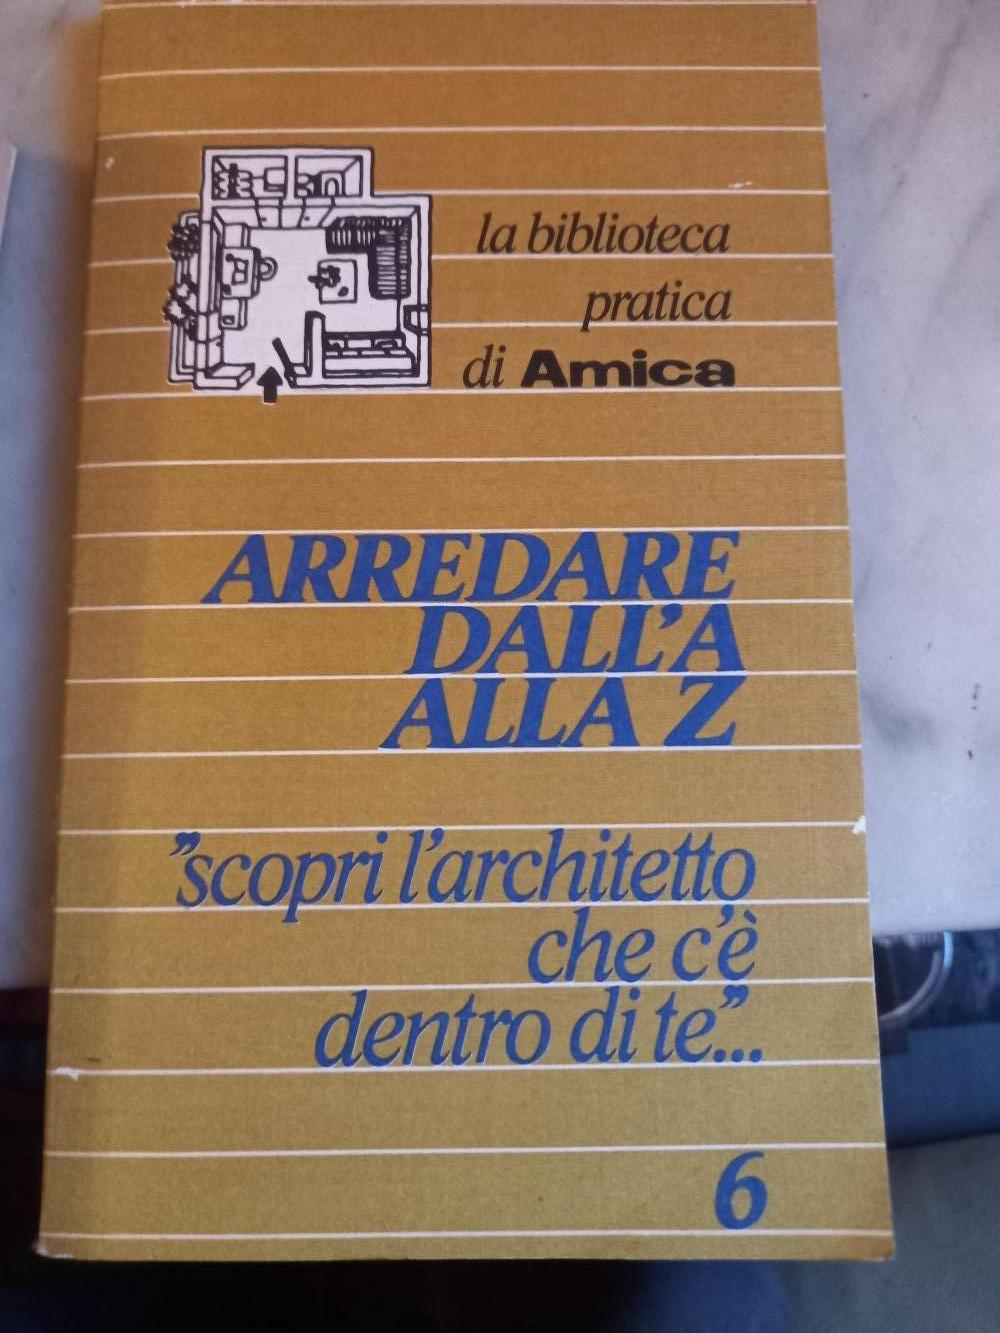 la biblioteca
pratica
di Amica
ARREDARE
DALL'A
ALLA Z
”scopri l'architetto
che c'è
dentro di te”...
6